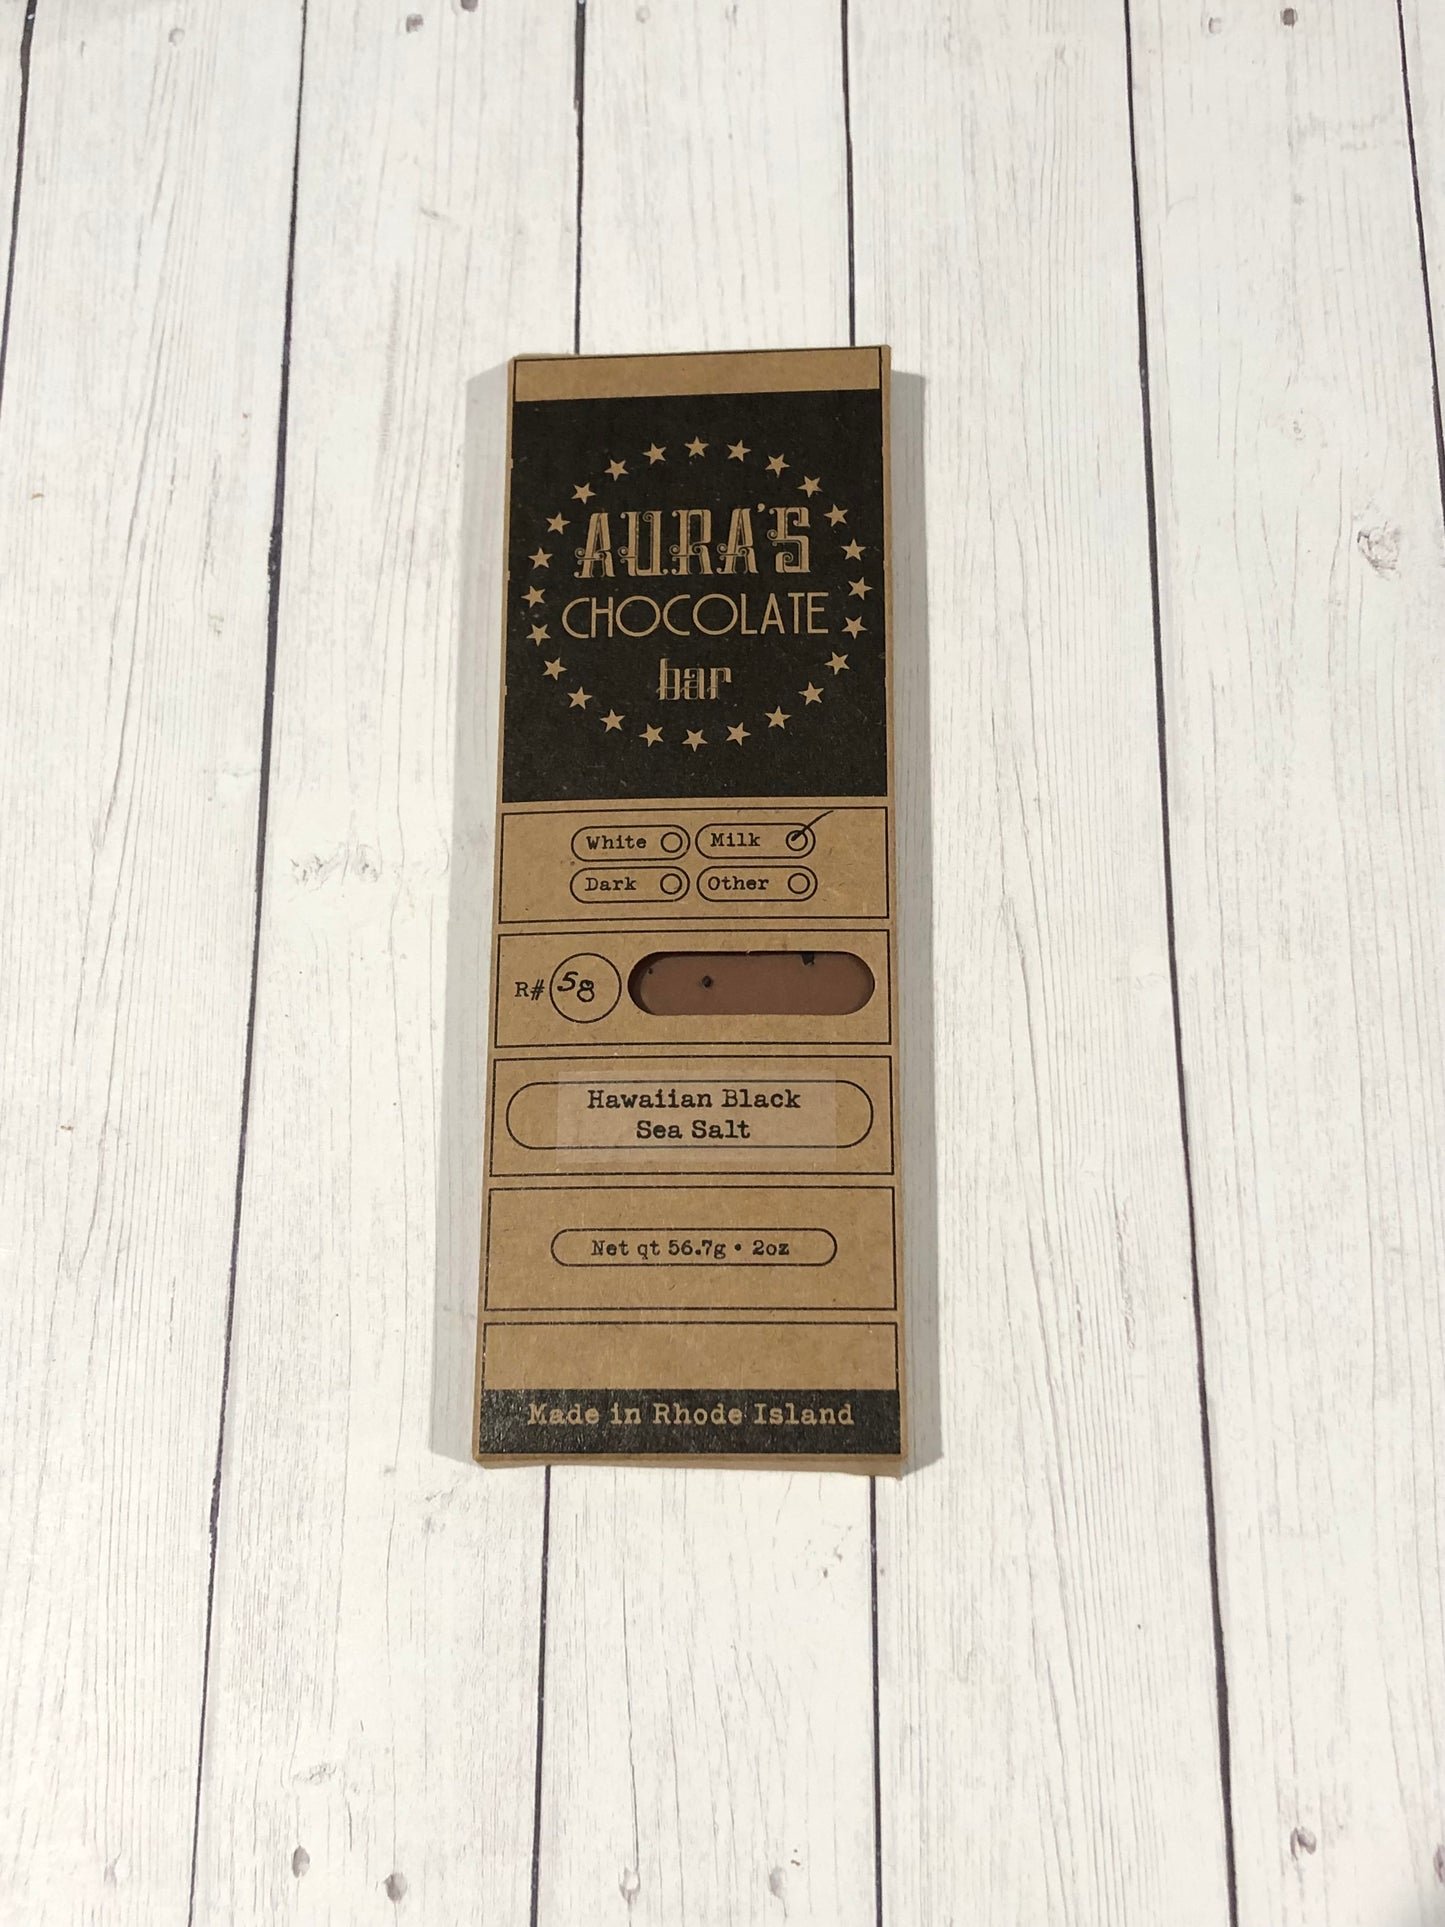 AURA'S
CHOCOLATE
bar
White Milk
Dark Other
R# 58
Hawaiian Black
Sea Salt
Net qt 56.7g • 2oz
Made in Rhode Island